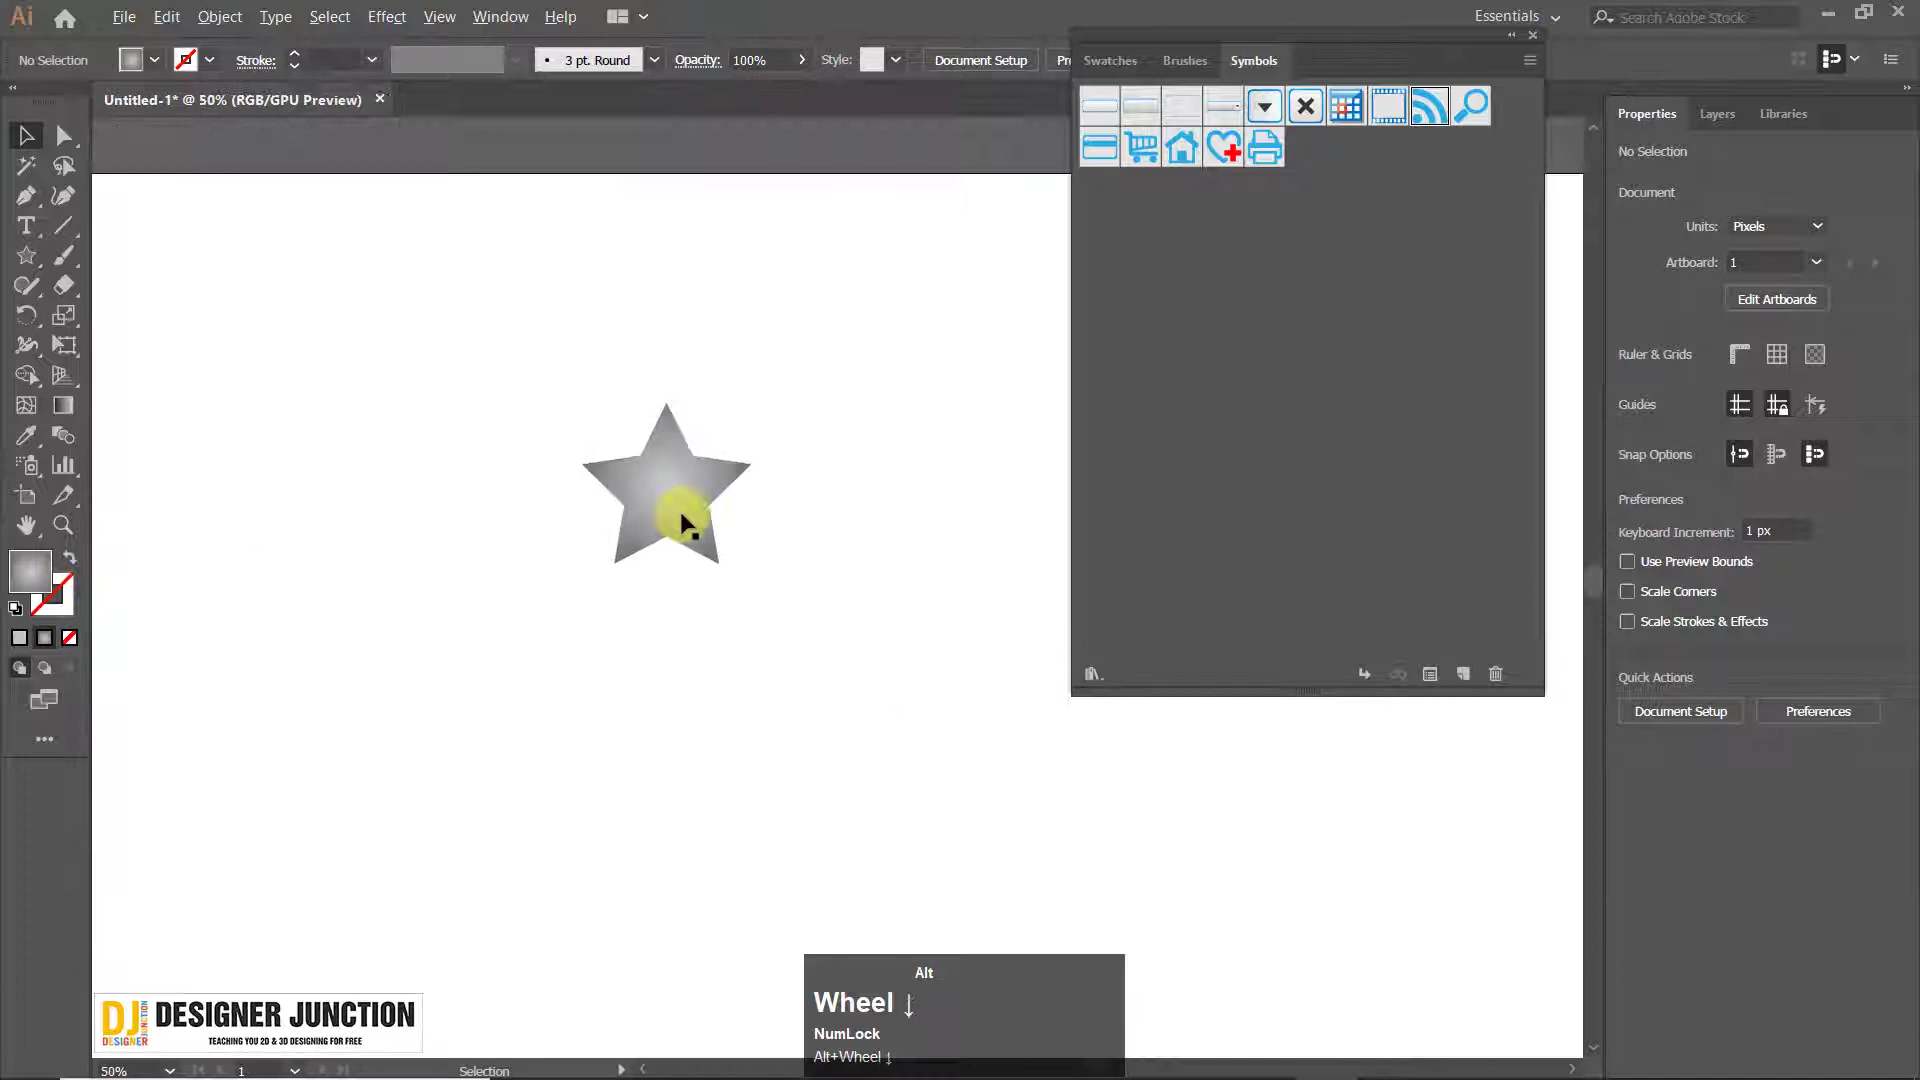 Ai File Edit Object Type Select Effect View Window Help Essentials Search Adobe Stock
No Selection Stroke: 3 pt. Round Opacity: 100% Style: Document Setup Pr
Swatches Brushes Symbols
Untitled-1* @ 50% (RGB/GPU Preview)
Properties Layers Libraries
No Selection
Document
Units: Pixels
Artboard: 1
Edit Artboards
Ruler & Grids
Guides
Snap Options
Preferences
Keyboard Increment: 1 px
Use Preview Bounds
Scale Corners
Scale Strokes & Effects
Quick Actions
Document Setup Preferences
Alt
Wheel ↓
NumLock
Alt+Wheel ↓
DJ DESIGNER JUNCTION
DESIGNER JUNCTION
TEACHING YOU 2D & 3D DESIGNING FOR FREE
50% 1 Selection